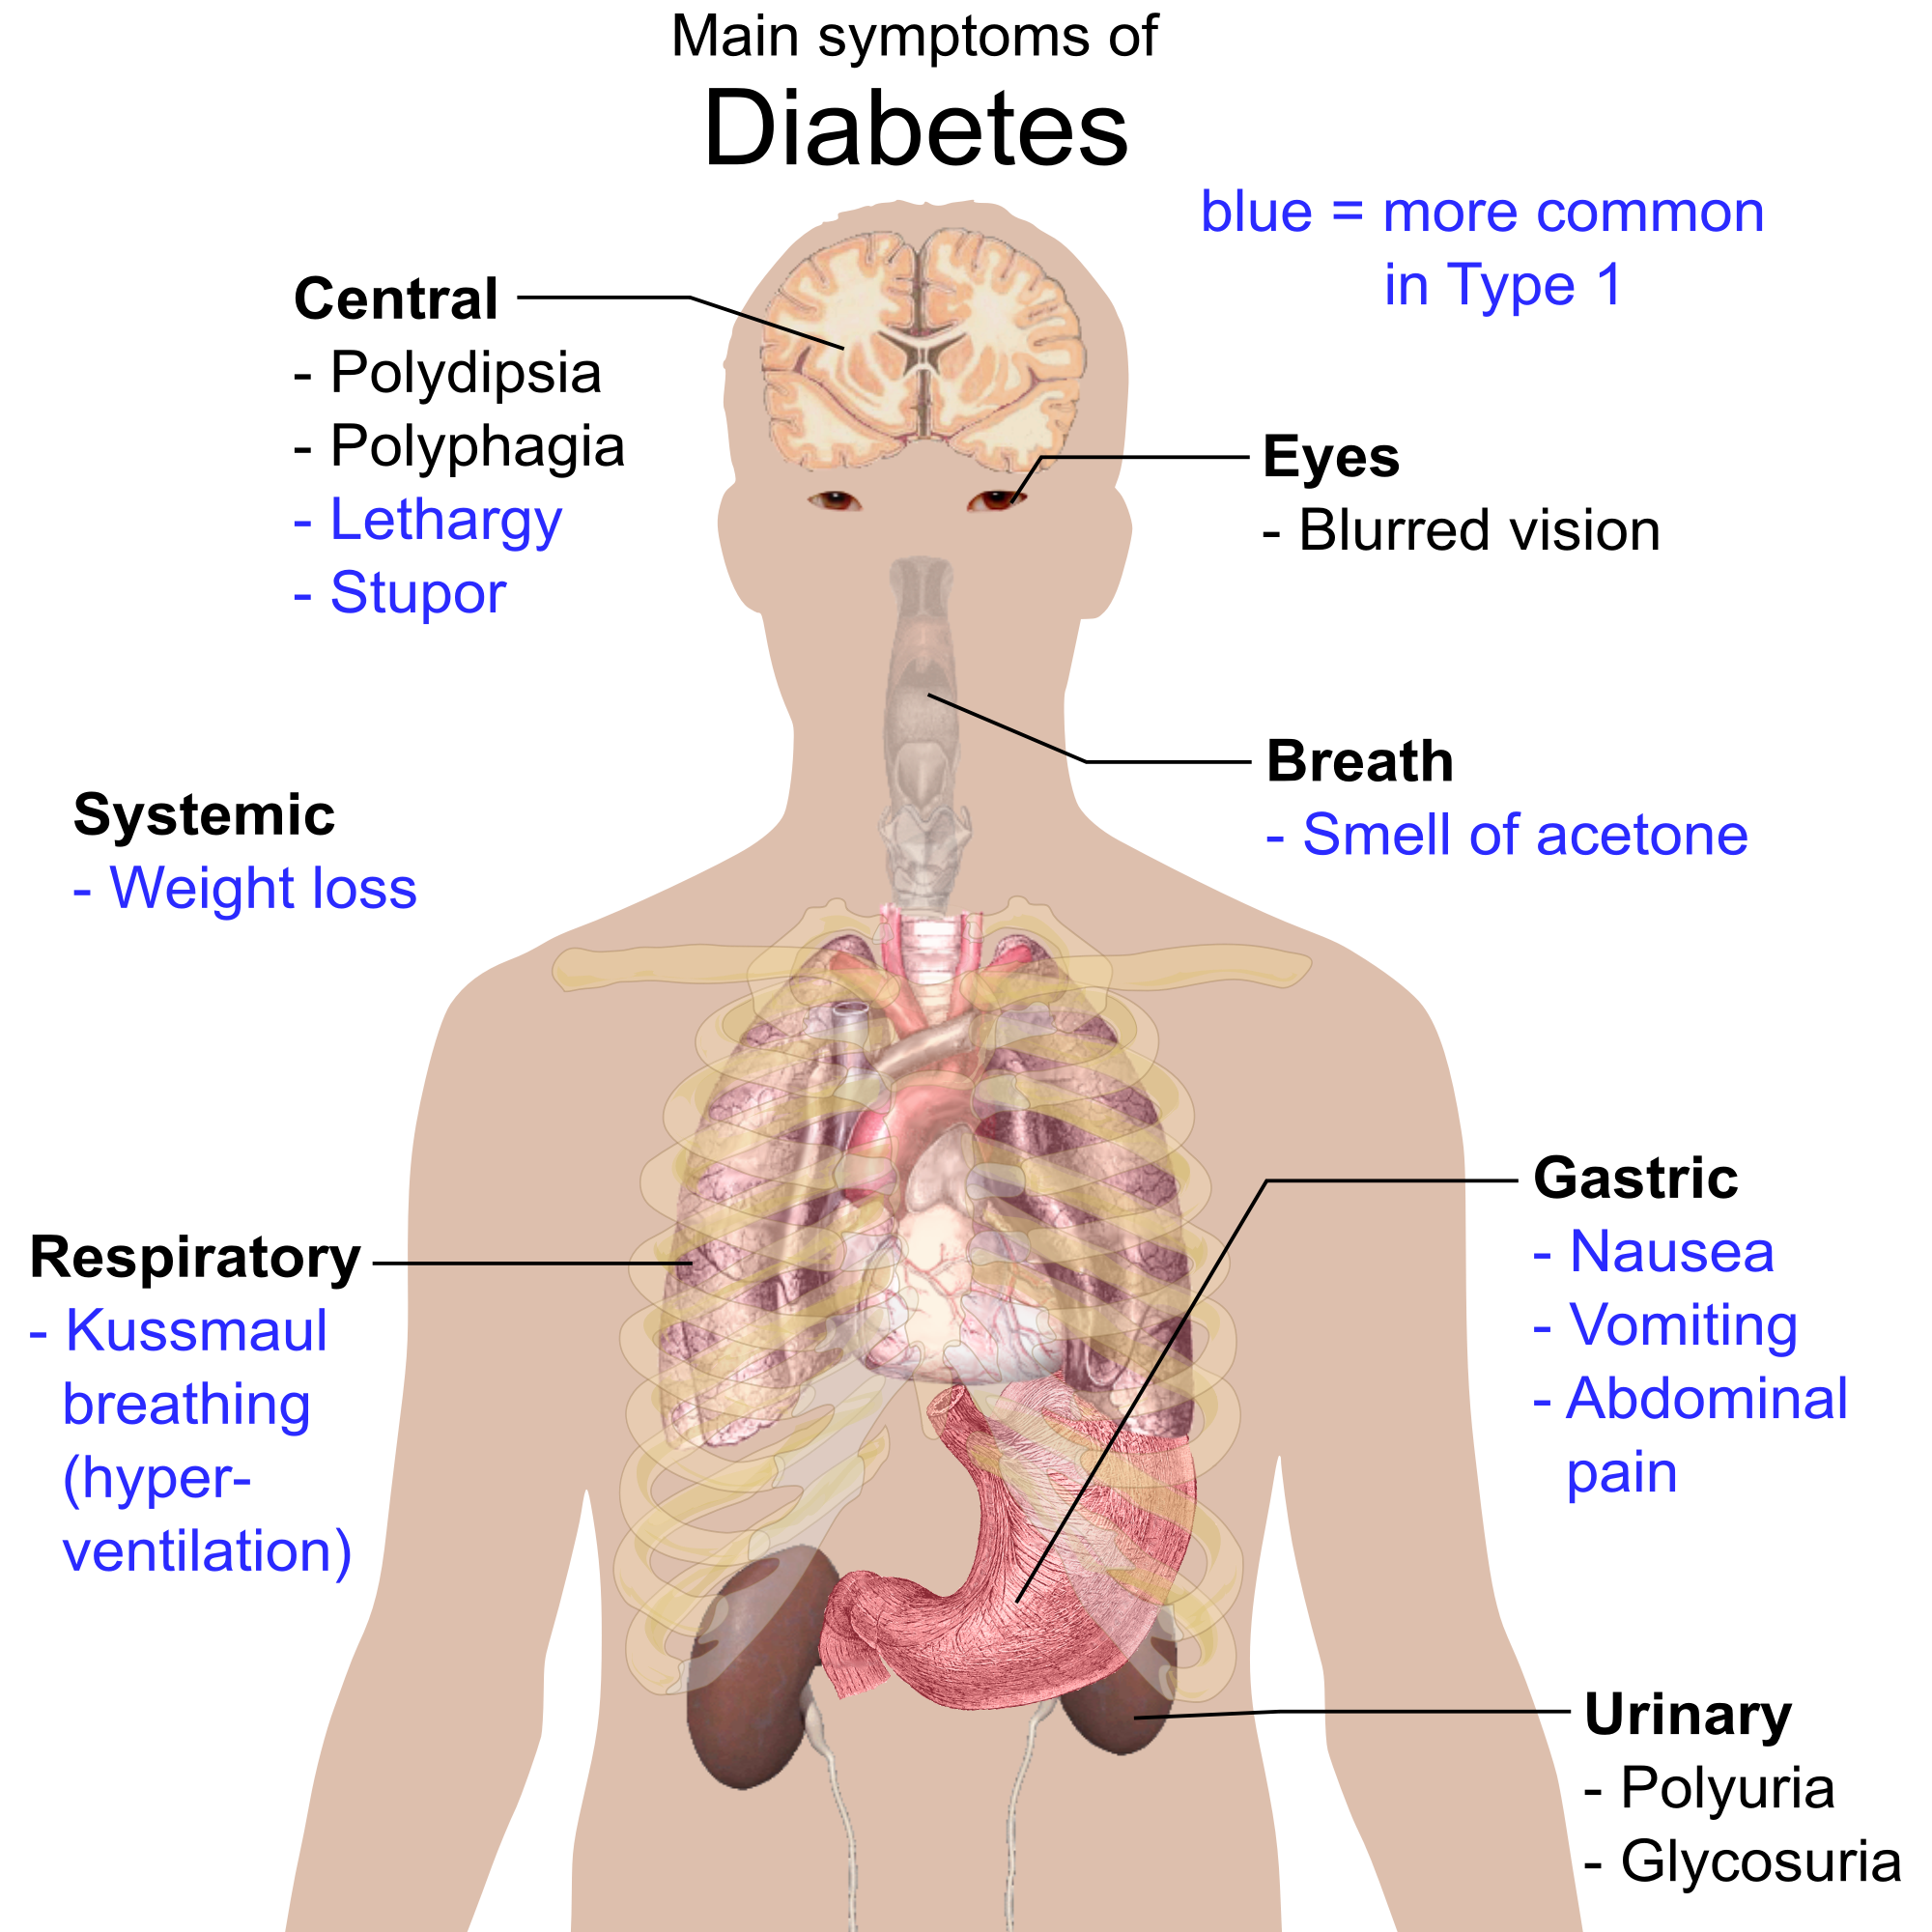 Main symptoms of
Diabetes
blue = more common
in Type 1
Central
- Polydipsia
- Polyphagia
- Lethargy
- Stupor
Eyes
- Blurred vision
Breath
- Smell of acetone
Systemic
- Weight loss
Respiratory
- Kussmaul
breathing
(hyper-
ventilation)
Gastric
- Nausea
- Vomiting
- Abdominal
pain
Urinary
- Polyuria
- Glycosuria